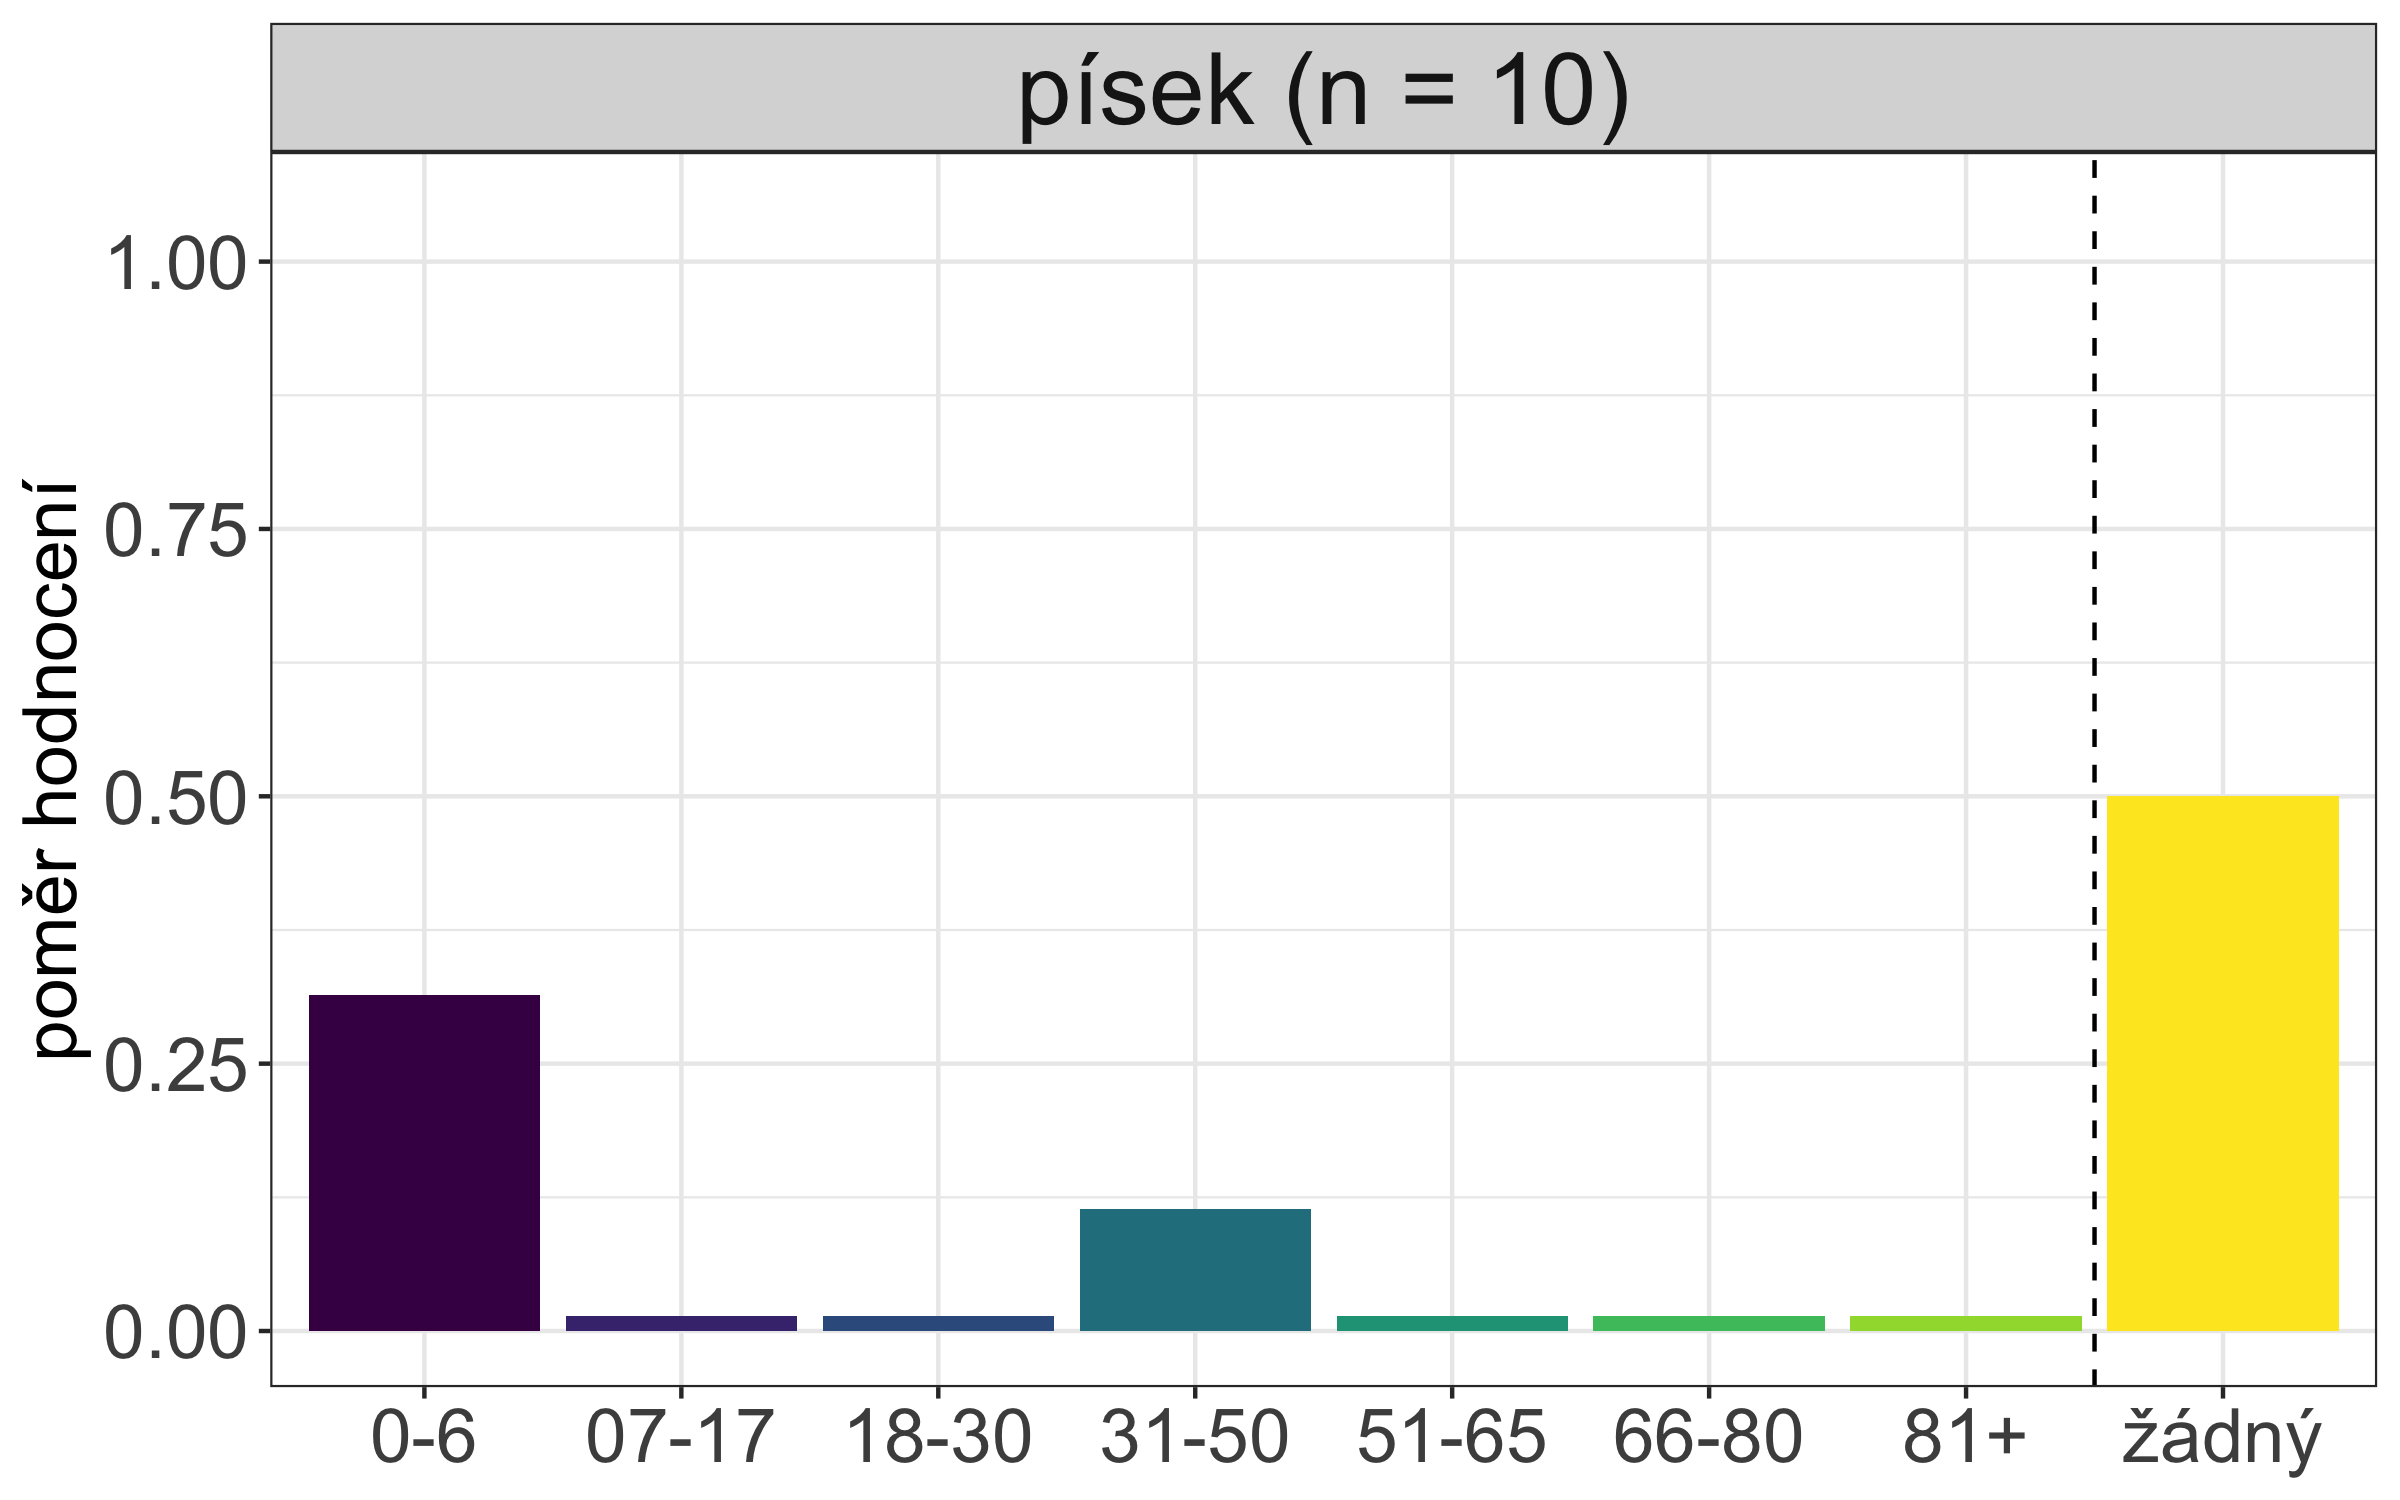 písek (n = 10)
poměr hodnocení
1.00
0.75
0.50
0.25
0.00
0-6 07-17 18-30 31-50 51-65 66-80 81+ žádný